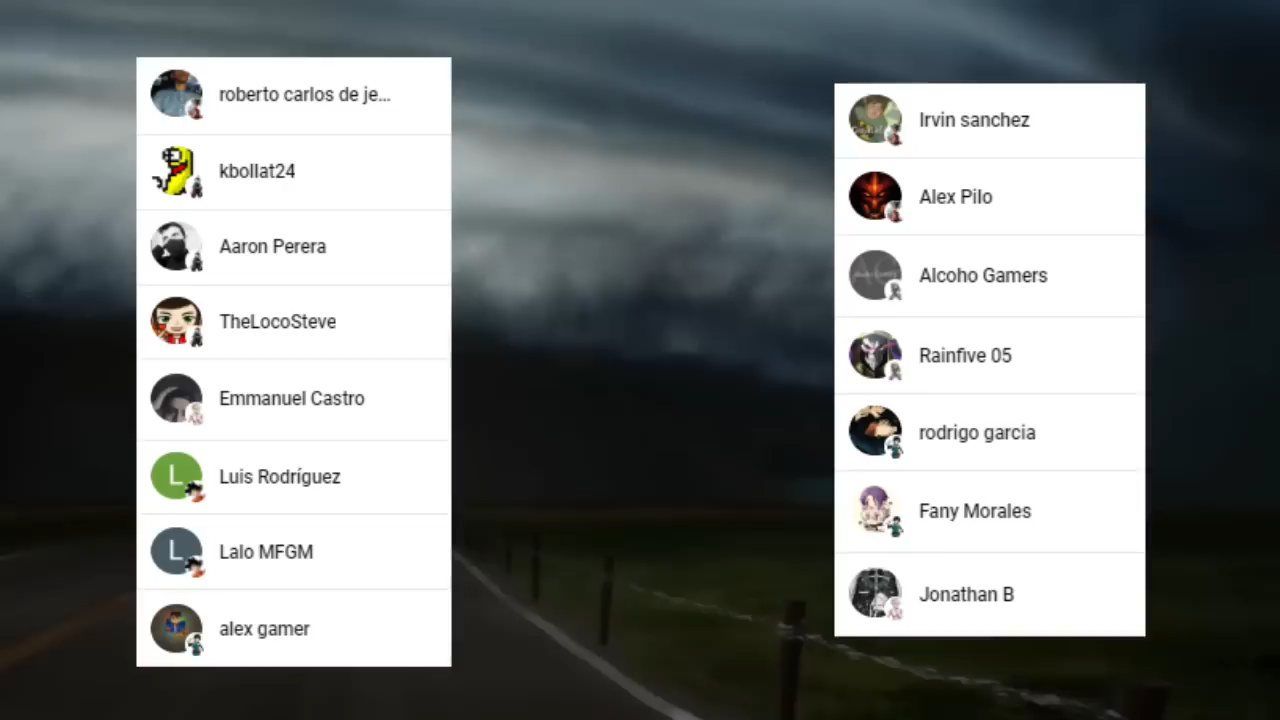 roberto carlos de je...
kbollat24
Aaron Perera
TheLocoSteve
Emmanuel Castro
L
Luis Rodríguez
L
Lalo MFGM
alex gamer
Irvin sanchez
Alex Pilo
Alcoho Gamers
Rainfive 05
rodrigo garcia
Fany Morales
Jonathan B